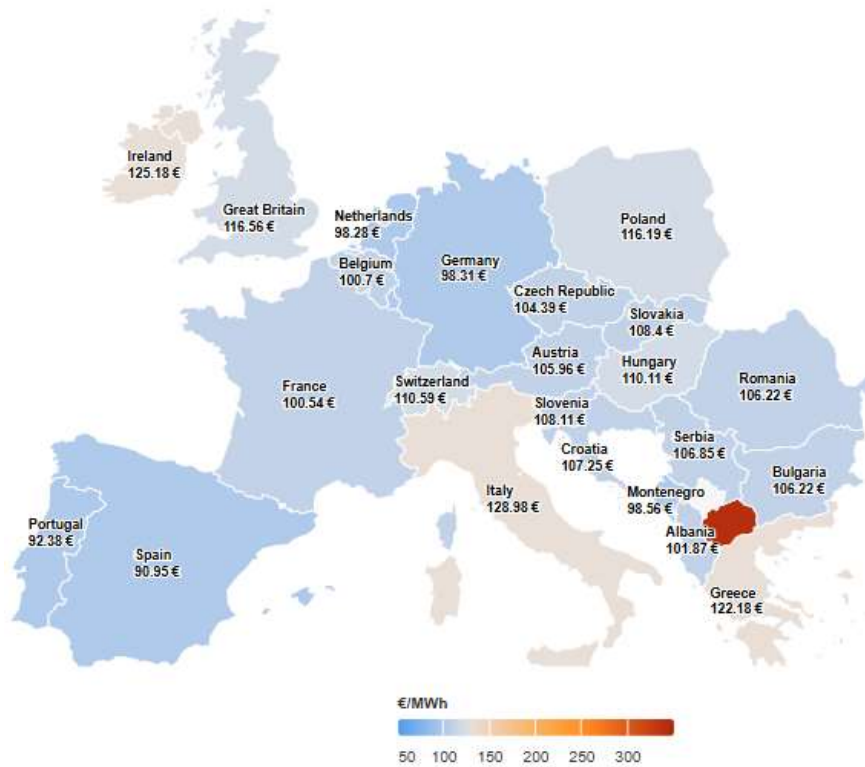 Ireland
125.18 €
Great Britain
116.56 €
Netherlands
98.28 €
Belgium
100.7 €
Germany
98.31 €
Poland
116.19 €
Czech Republic
104.39 €
Slovakia
108.4 €
Austria
105.96 €
Hungary
110.11 €
France
100.54 €
Switzerland
110.59 €
Slovenia
108.11 €
Romania
106.22 €
Croatia
107.25 €
Serbia
106.85 €
Bulgaria
106.22 €
Italy
128.98 €
Montenegro
98.56 €
Albania
101.87 €
Portugal
92.38 €
Spain
90.95 €
Greece
122.18 €
€/MWh
50 100 150 200 250 300